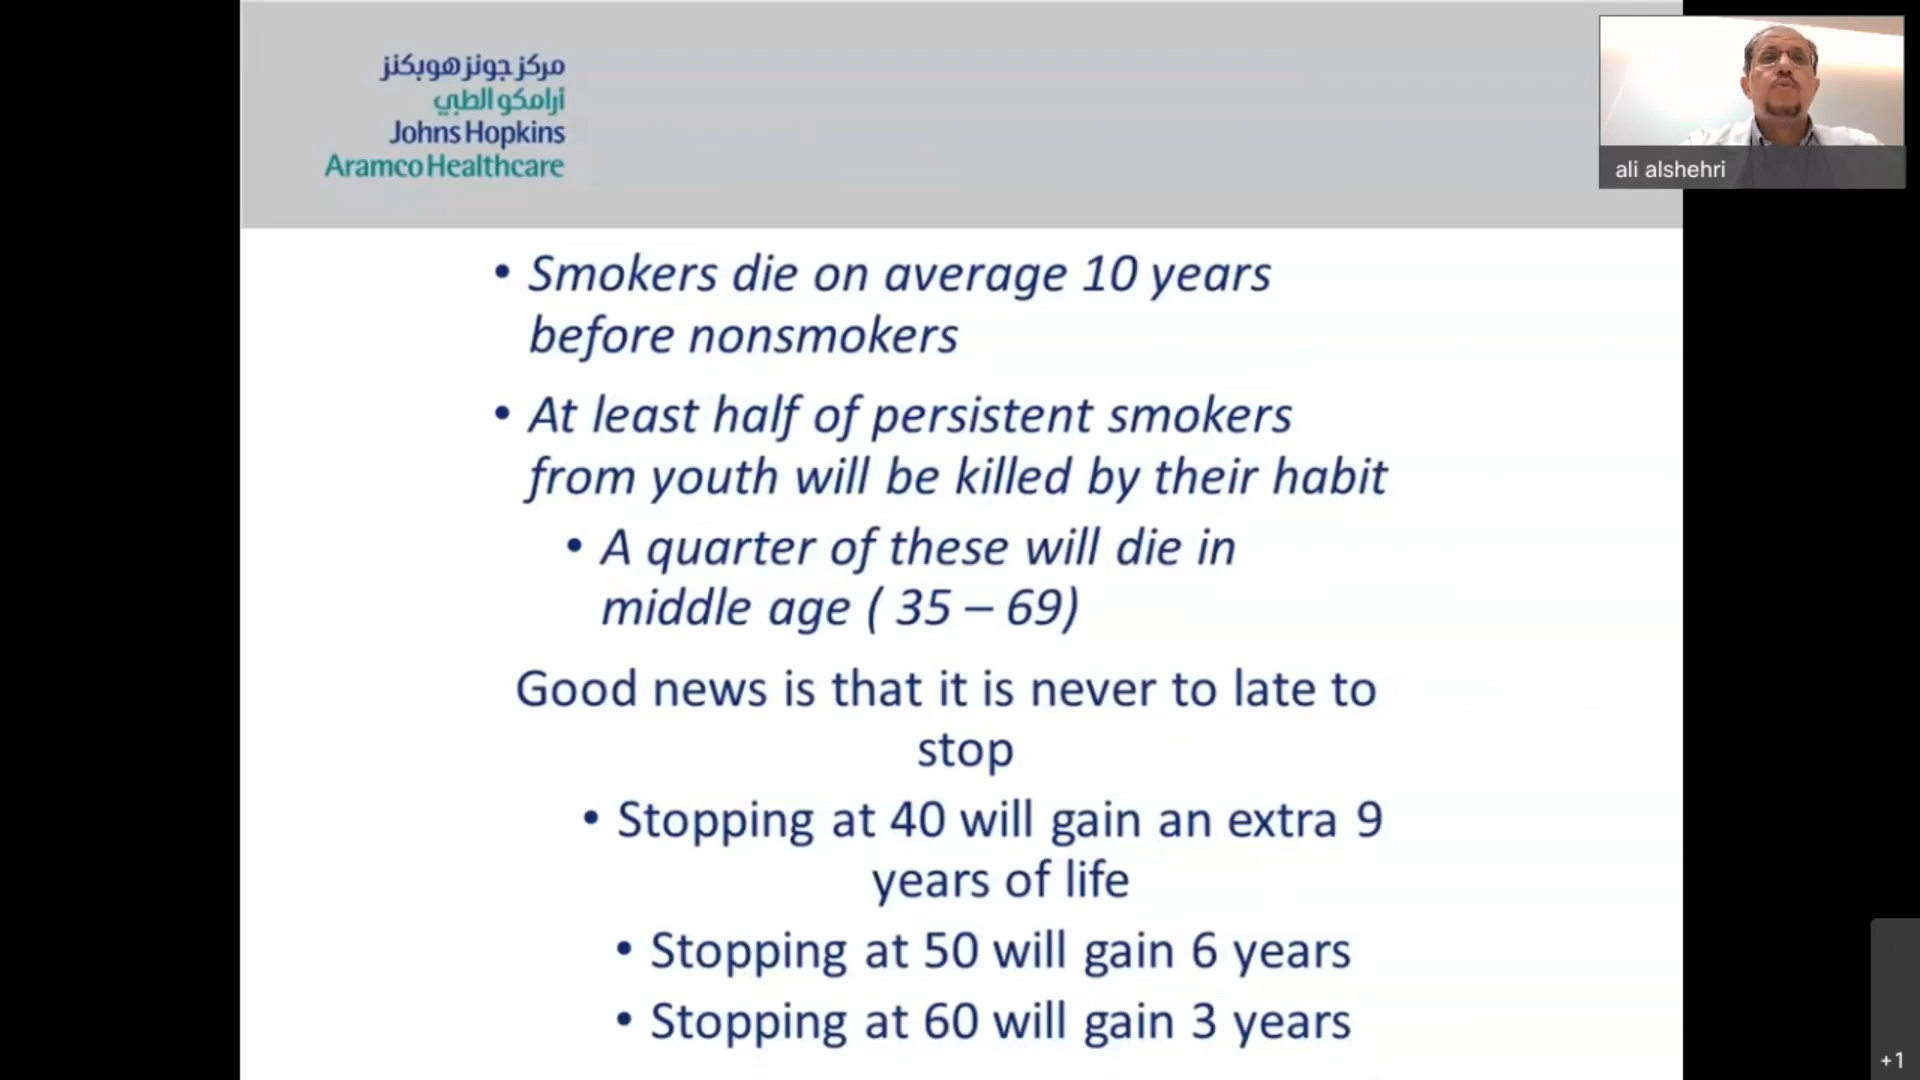 مركز جونز هوبكنز
أرامكو الطبي
Johns Hopkins
Aramco Healthcare
ali alshehri
• Smokers die on average 10 years
before nonsmokers
• At least half of persistent smokers
from youth will be killed by their habit
• A quarter of these will die in
middle age ( 35 – 69)
Good news is that it is never to late to
stop
• Stopping at 40 will gain an extra 9
years of life
• Stopping at 50 will gain 6 years
• Stopping at 60 will gain 3 years
+1